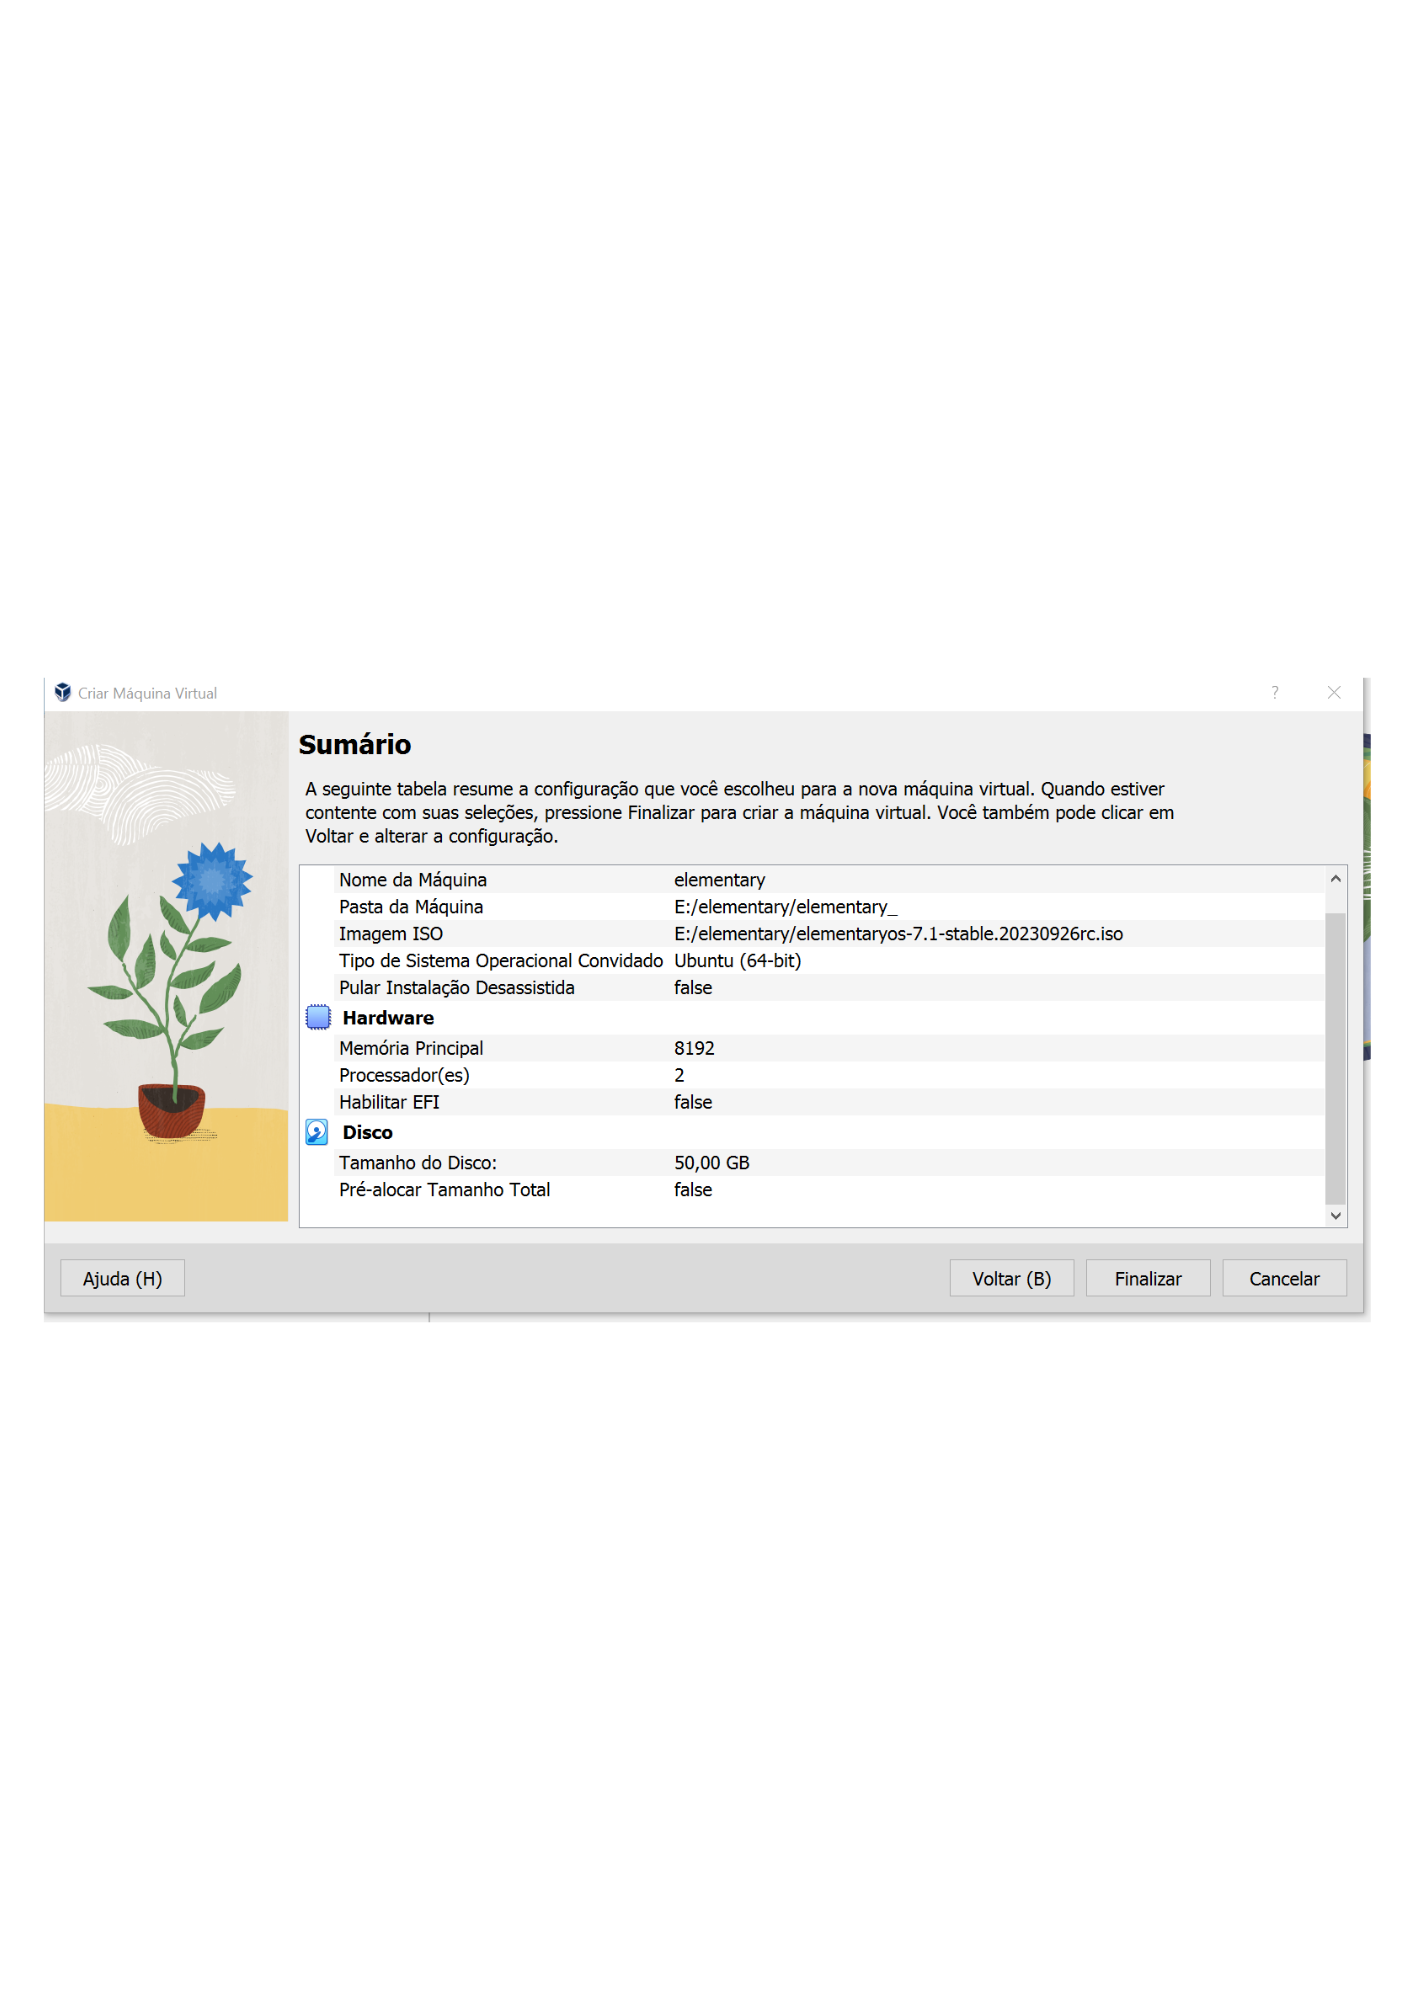 Criar Máquina Virtual
?
Sumário
A seguinte tabela resume a configuração que você escolheu para a nova máquina virtual. Quando estiver
contente com suas seleções, pressione Finalizar para criar a máquina virtual. Você também pode clicar em
Voltar e alterar a configuração.
Nome da Máquina elementary
Pasta da Máquina E:/elementary/elementary_
Imagem ISO E:/elementary/elementaryos-7.1-stable.20230926rc.iso
Tipo de Sistema Operacional Convidado Ubuntu (64-bit)
Pular Instalação Desassistida false
Hardware
Memória Principal 8192
Processador(es) 2
Habilitar EFI false
Disco
Tamanho do Disco: 50,00 GB
Pré-alocar Tamanho Total false
Ajuda (H) Voltar (B) Finalizar Cancelar